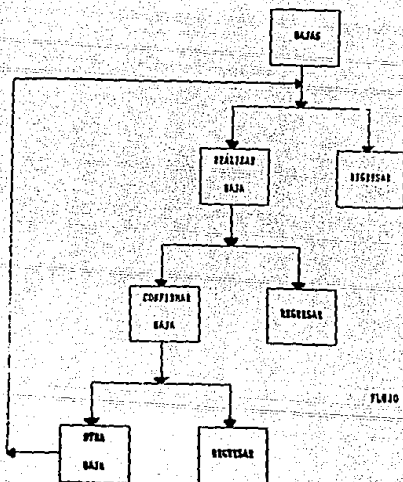 BAJAS
REALIZAR
BAJA
REGRESAR
CONFIRMAR
BAJA
REGRESAR
FLUJO
OTRA
BAJA
REGRESAR